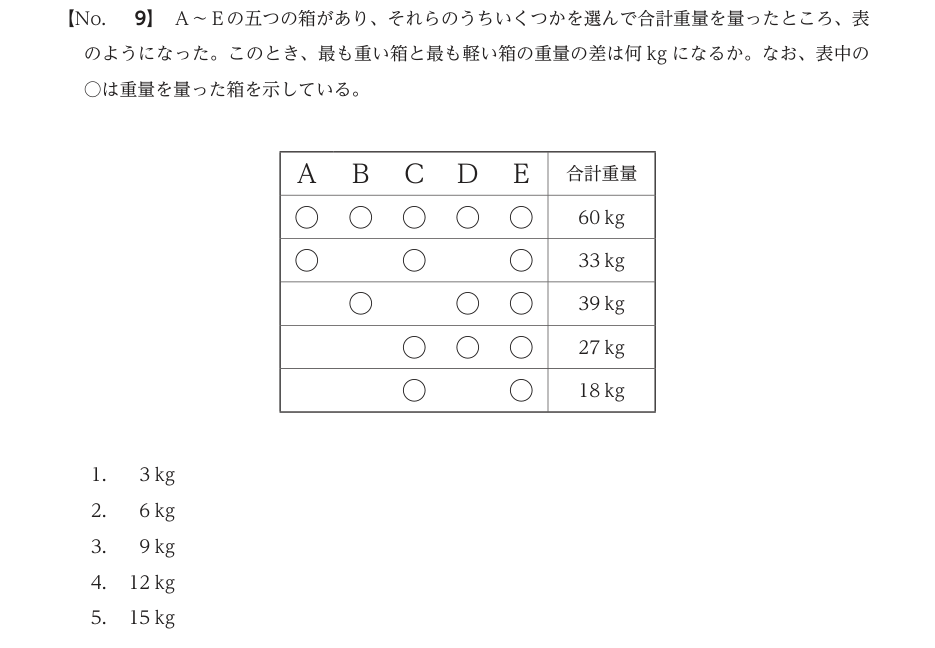 【No. 9】 A～Eの五つの箱があり、それらのうちいくつかを選んで合計重量を量ったところ、表
のようになった。このとき、最も重い箱と最も軽い箱の重量の差は何 kg になるか。なお、表中の
○は重量を量った箱を示している。
A B C D E 合計重量
○ ○ ○ ○ ○ 60 kg
○ ○ ○ 33 kg
○ ○ ○ 39 kg
○ ○ ○ 27 kg
○ ○ 18 kg
1. 3 kg
2. 6 kg
3. 9 kg
4. 12 kg
5. 15 kg